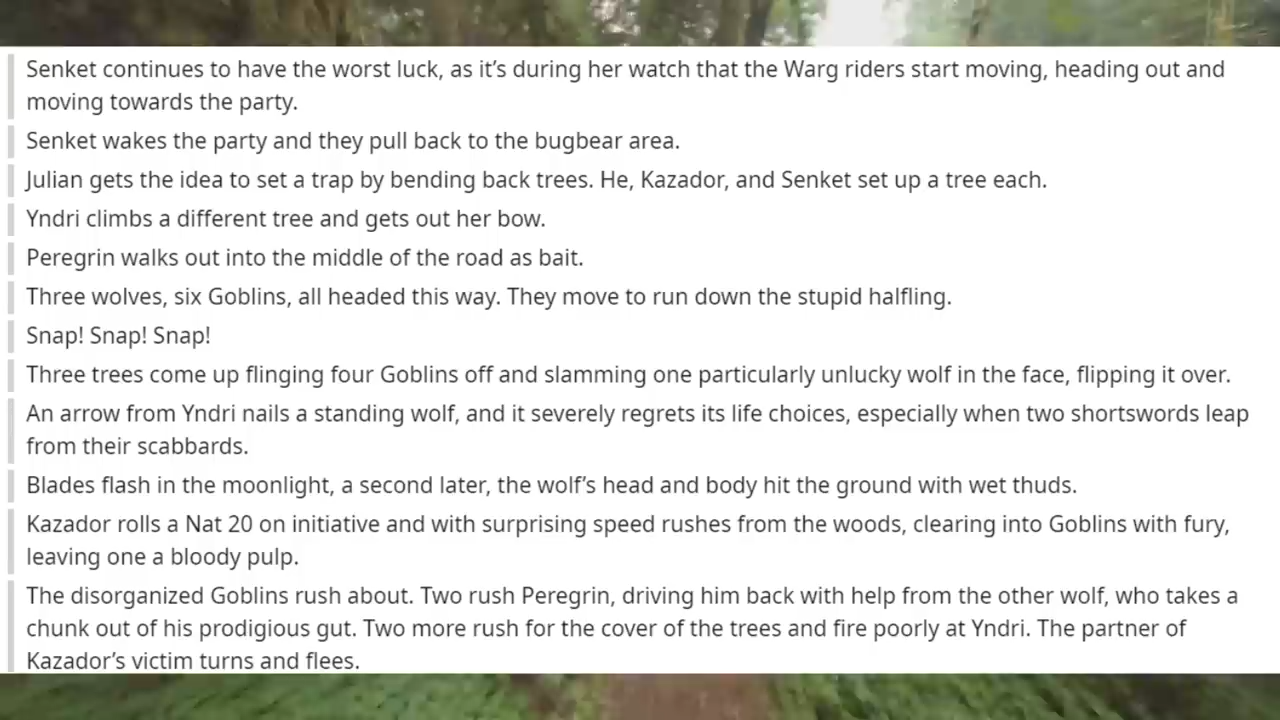 Senket continues to have the worst luck, as it’s during her watch that the Warg riders start moving, heading out and
moving towards the party.
Senket wakes the party and they pull back to the bugbear area.
Julian gets the idea to set a trap by bending back trees. He, Kazador, and Senket set up a tree each.
Yndri climbs a different tree and gets out her bow.
Peregrin walks out into the middle of the road as bait.
Three wolves, six Goblins, all headed this way. They move to run down the stupid halfling.
Snap! Snap! Snap!
Three trees come up flinging four Goblins off and slamming one particularly unlucky wolf in the face, flipping it over.
An arrow from Yndri nails a standing wolf, and it severely regrets its life choices, especially when two shortswords leap
from their scabbards.
Blades flash in the moonlight, a second later, the wolf’s head and body hit the ground with wet thuds.
Kazador rolls a Nat 20 on initiative and with surprising speed rushes from the woods, clearing into Goblins with fury,
leaving one a bloody pulp.
The disorganized Goblins rush about. Two rush Peregrin, driving him back with help from the other wolf, who takes a
chunk out of his prodigious gut. Two more rush for the cover of the trees and fire poorly at Yndri. The partner of
Kazador’s victim turns and flees.